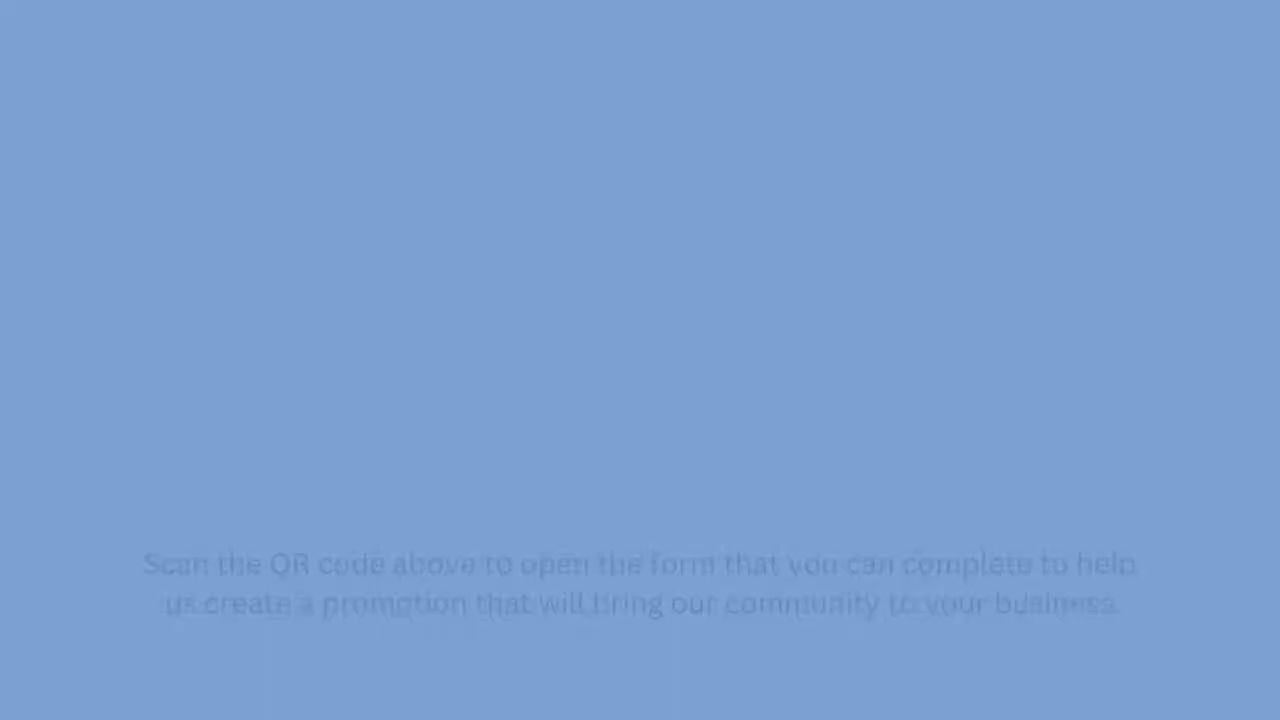 Scan the QR code above to open the form that you can complete to help
us create a promotion that will bring our community to your business.